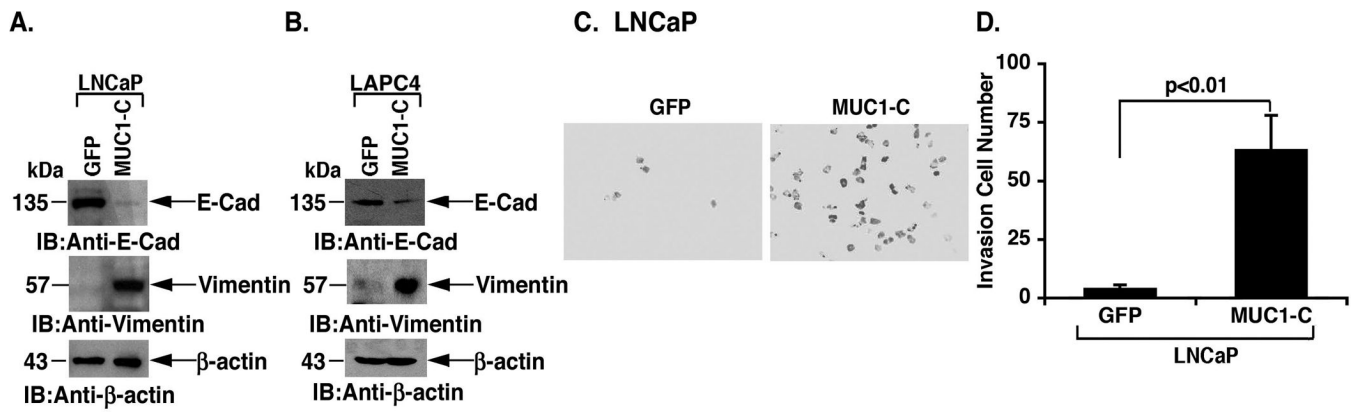 A.
LNCaP
GFP
MUC1-C
kDa
135
E-Cad
IB:Anti-E-Cad
57
Vimentin
IB:Anti-Vimentin
43
β-actin
IB:Anti-β-actin
B.
LAPC4
GFP
MUC1-C
kDa
135
E-Cad
IB:Anti-E-Cad
57
Vimentin
IB:Anti-Vimentin
43
β-actin
IB:Anti-β-actin
C. LNCaP
GFP
MUC1-C
D.
Invasion Cell Number
100
75
50
25
0
p<0.01
GFP
MUC1-C
LNCaP